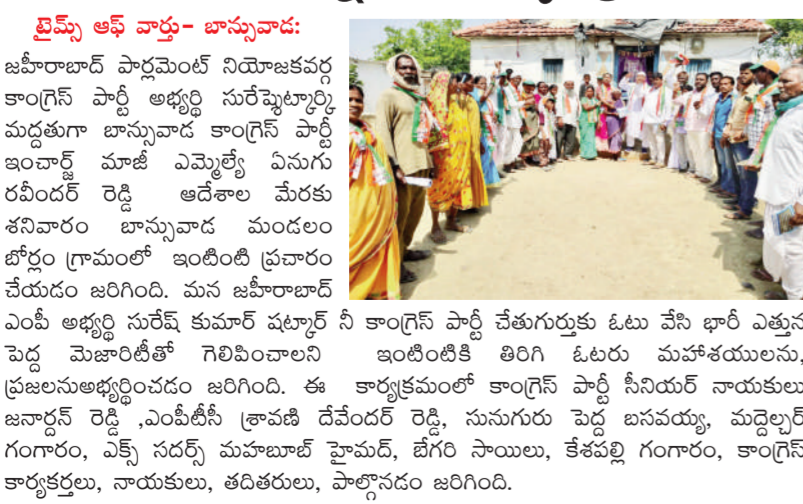 టైమ్స్ ఆఫ్ వార్త- బాన్సువాడ:
జహీరాబాద్ పార్లమెంట్ నియోజకవర్గ
కాంగ్రెస్ పార్టీ అభ్యర్థి సురేష్షెట్కార్కి
మద్దతుగా బాన్సువాడ కాంగ్రెస్ పార్టీ
ఇంచార్జ్ మాజీ ఎమ్మెల్యే ఏనుగు
రవీందర్ రెడ్డి ఆదేశాల మేరకు
శనివారం బాన్సువాడ మండలం
బోర్లం గ్రామంలో ఇంటింటి ప్రచారం
చేయడం జరిగింది. మన జహీరాబాద్
ఎంపీ అభ్యర్థి సురేష్ కుమార్ షట్కార్ నీ కాంగ్రెస్ పార్టీ చేతుగుర్తుకు ఓటు వేసి భారీ ఎత్తున
పెద్ద మెజారిటీతో గెలిపించాలని ఇంటింటికి తిరిగి ఓటరు మహాశయులను,
ప్రజలనుఅభ్యర్థించడం జరిగింది. ఈ కార్యక్రమంలో కాంగ్రెస్ పార్టీ సీనియర్ నాయకులు
జనార్దన్ రెడ్డి ,ఎంపీటీసీ శ్రావణి దేవేందర్ రెడ్డి, సునుగురు పెద్ద బసవయ్య, మద్దెల్చెర్
గంగారం, ఎక్స్ సదర్స్ మహబూబ్ హైమద్, బేగరి సాయిలు, కేశపల్లి గంగారం, కాంగ్రెస్
కార్యకర్తలు, నాయకులు, తదితరులు, పాల్గొనడం జరిగింది.